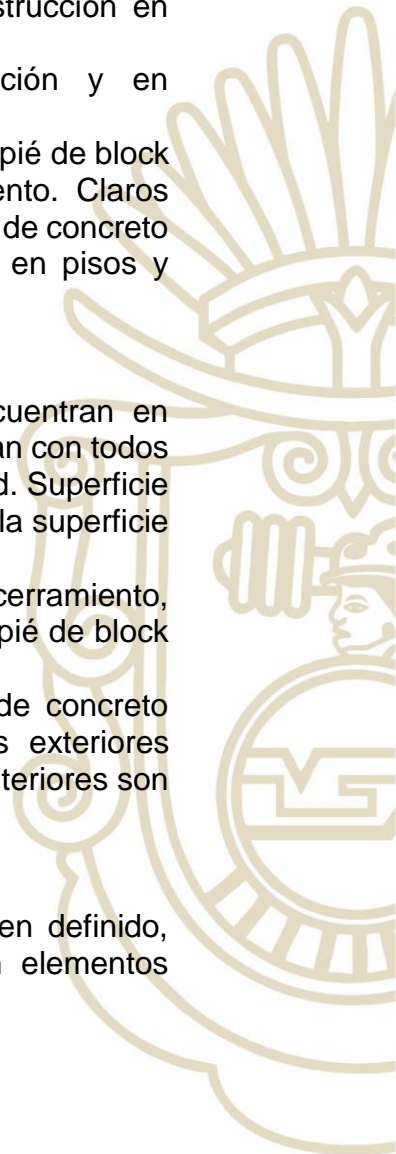 strucción en
ción y en
pié de block
ento. Claros
de concreto
en pisos y
cuentran en
an con todos
d. Superficie
la superficie
cerramiento,
pié de block
de concreto
s exteriores
teriores son
en definido,
n elementos